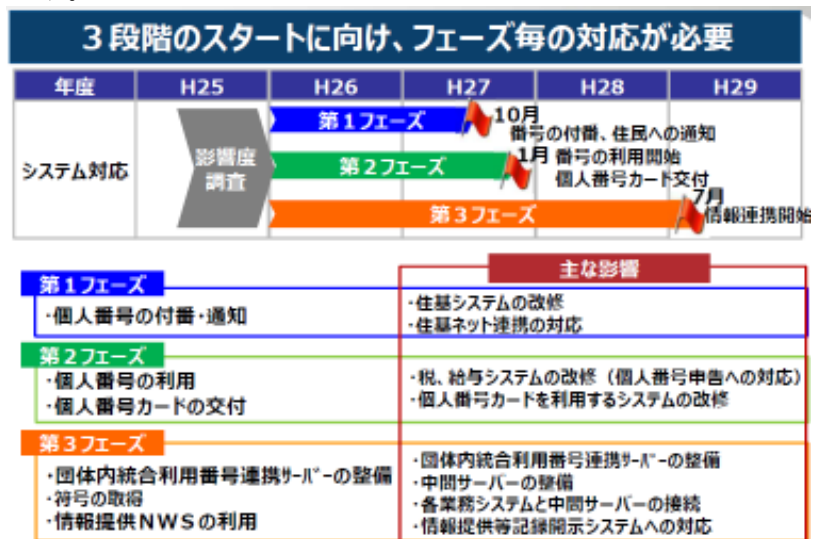 3段階のスタートに向け、フェーズ毎の対応が必要
年度 H25 H26 H27 H28 H29
システム対応
影響度
調査
第1フェーズ
10月
番号の付番、住民への通知
第2フェーズ
1月 番号の利用開始
個人番号カード交付
第3フェーズ
7月
情報連携開始
主な影響
第1フェーズ
・個人番号の付番・通知
・住基システムの改修
・住基ネット連携の対応
第2フェーズ
・個人番号の利用
・個人番号カードの交付
・税、給与システムの改修（個人番号申告への対応）
・個人番号カードを利用するシステムの改修
第3フェーズ
・団体内統合利用番号連携サーバーの整備
・符号の取得
・情報提供NWSの利用
・団体内統合利用番号連携サーバーの整備
・中間サーバーの整備
・各業務システムと中間サーバーの接続
・情報提供等記録開示システムへの対応